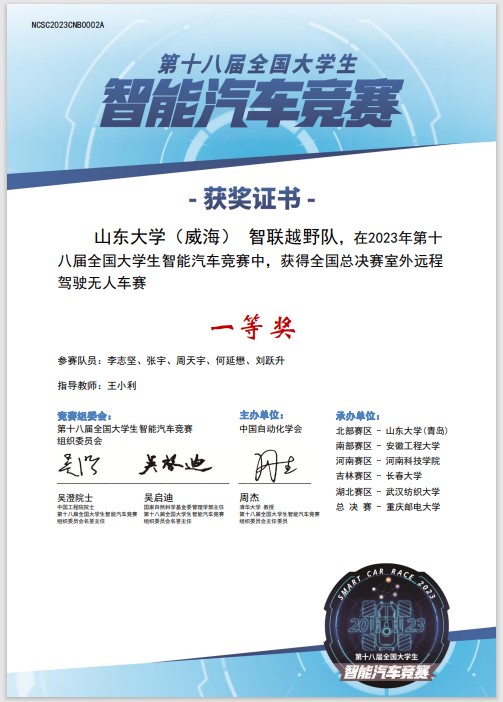 NCSC2023CNB0002A
第十八届全国大学生
智能汽车竞赛
- 获奖证书 -
山东大学（威海） 智联越野队，在2023年第十
八届全国大学生智能汽车竞赛中，获得全国总决赛室外远程
驾驶无人车赛
一等奖
参赛队员：李志坚、张宇、周天宇、何延懋、刘跃升
指导教师：王小利
竞赛组委会：
第十八届全国大学生智能汽车竞赛
组织委员会
吴澄院士
中国工程院院士
第十八届全国大学生智能汽车竞赛
组织委员会名誉主任
吴启迪
吴启迪
国家自然科学基金委管理学部主任
第十八届全国大学生智能汽车竞赛
组织委员会名誉主任
主办单位：
中国自动化学会
周杰
清华大学 教授
第十八届全国大学生智能汽车竞赛
组织委员会主任委员
承办单位：
北部赛区 - 山东大学(青岛)
南部赛区 - 安徽工程大学
河南赛区 - 河南科技学院
吉林赛区 - 长春大学
湖北赛区 - 武汉纺织大学
总 决 赛 - 重庆邮电大学
SMART CAR RACE 2023
2023
第十八届全国大学生
智能汽车竞赛